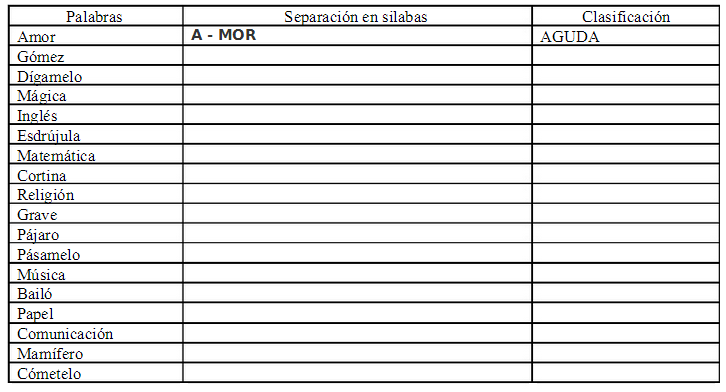 Palabras Separación en silabas Clasificación
Amor A - MOR AGUDA
Gómez
Dígamelo
Mágica
Inglés
Esdrújula
Matemática
Cortina
Religión
Grave
Pájaro
Pásamelo
Música
Bailó
Papel
Comunicación
Mamífero
Cómetelo